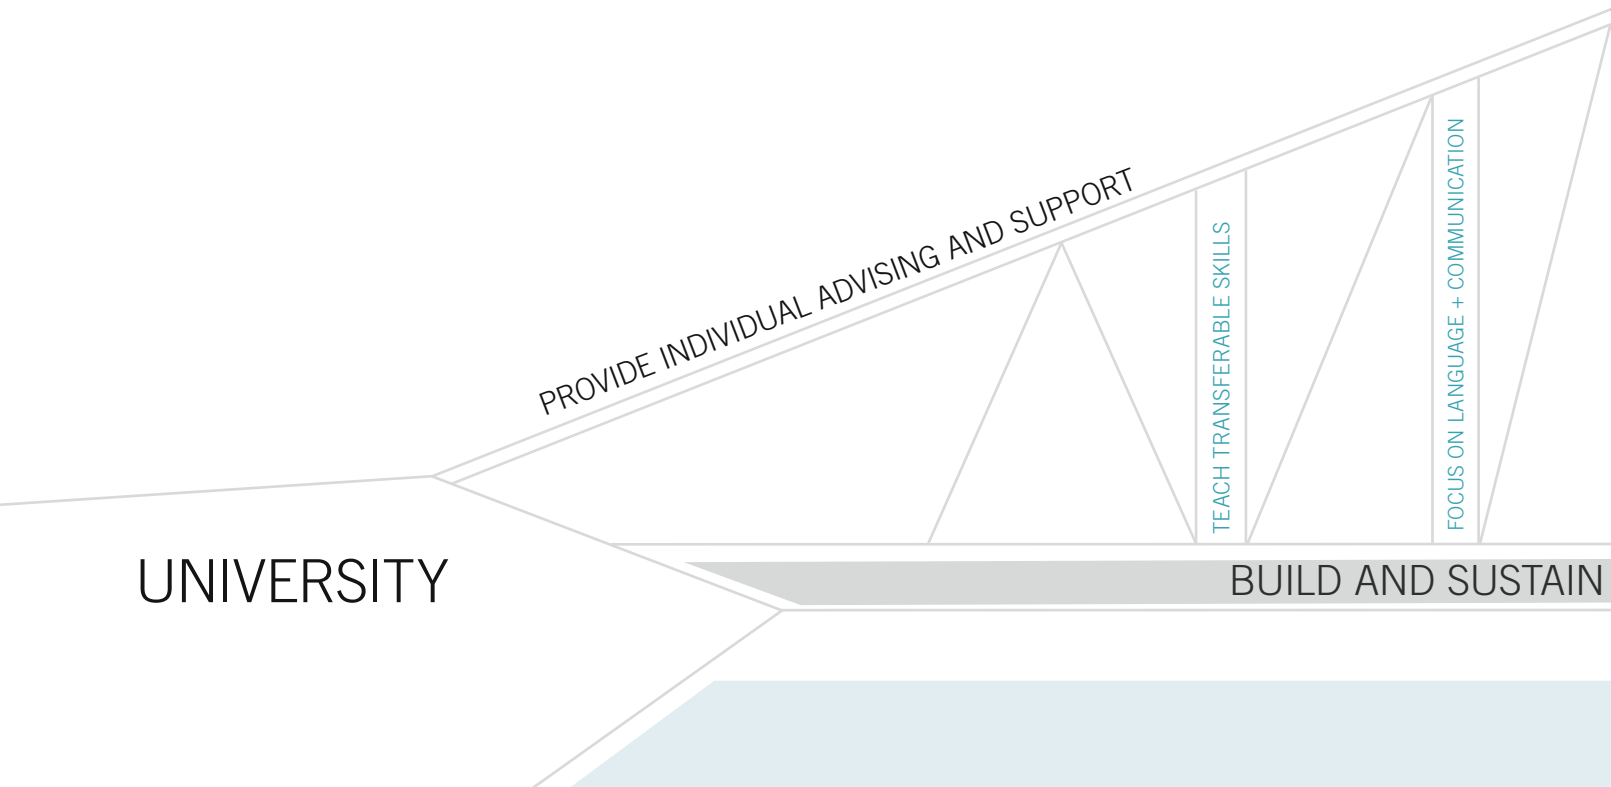 PROVIDE INDIVIDUAL ADVISING AND SUPPORT
TEACH TRANSFERABLE SKILLS
FOCUS ON LANGUAGE + COMMUNICATION
UNIVERSITY
BUILD AND SUSTAIN